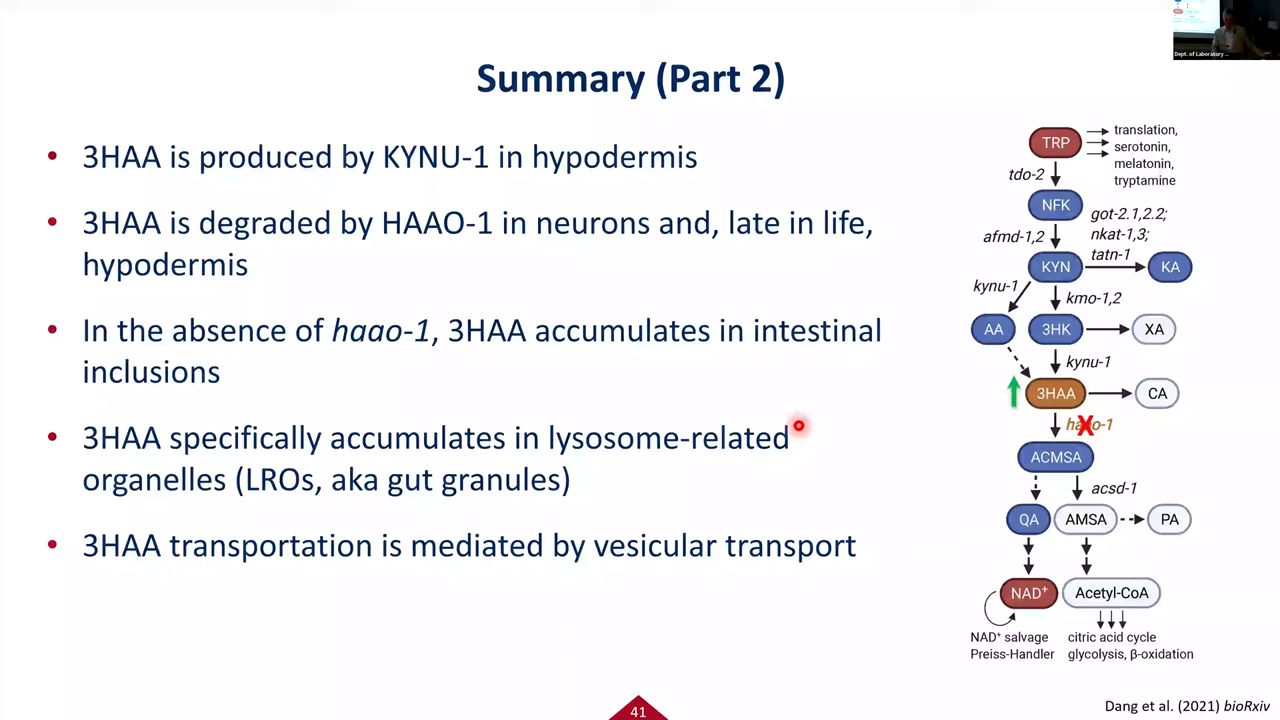 Dept. of Laboratory ...
Summary (Part 2)
• 3HAA is produced by KYNU-1 in hypodermis
• 3HAA is degraded by HAAO-1 in neurons and, late in life,
hypodermis
• In the absence of haao-1, 3HAA accumulates in intestinal
inclusions
• 3HAA specifically accumulates in lysosome-related
organelles (LROs, aka gut granules)
• 3HAA transportation is mediated by vesicular transport
TRP
translation,
serotonin,
melatonin,
tryptamine
tdo-2
NFK
afmd-1,2
got-2.1,2.2;
nkat-1,3;
tatn-1
KYN
KA
kynu-1
kmo-1,2
AA
3HK
XA
kynu-1
3HAA
CA
haao-1
X
ACMSA
acsd-1
QA
AMSA
PA
NAD+
Acetyl-CoA
NAD+ salvage
Preiss-Handler
citric acid cycle
glycolysis, β-oxidation
41
Dang et al. (2021) bioRxiv